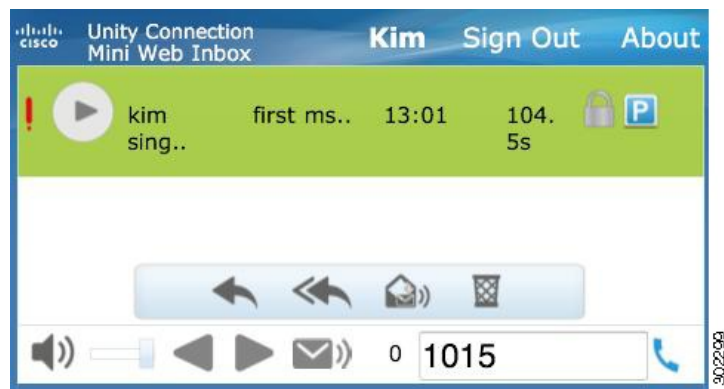 cisco Unity Connection Mini Web Inbox Kim Sign Out About
! kim sing.. first ms.. 13:01 104. 5s P
0 1015
302299